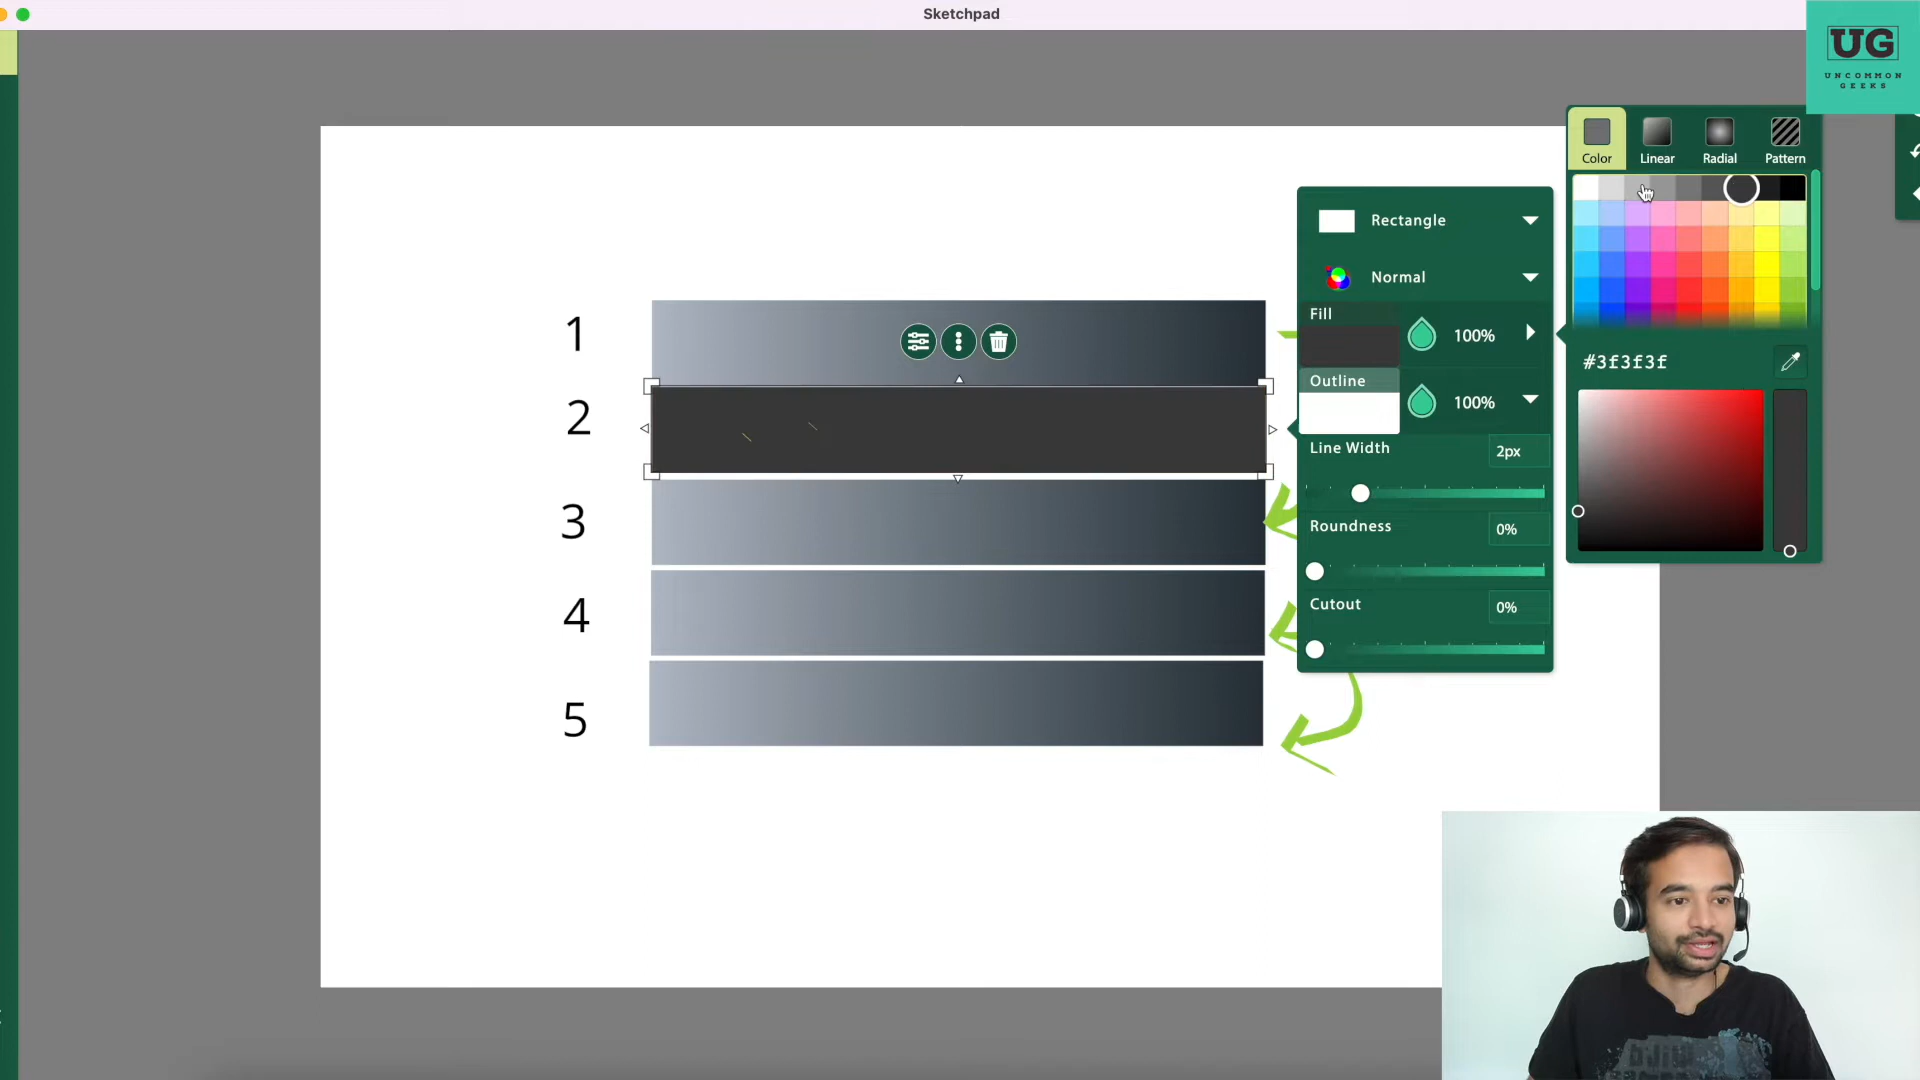 Sketchpad
UG
UNCOMMON
GEEKS
Color
Linear
Radial
Pattern
Rectangle
Normal
Fill
100%
Outline
100%
#3f3f3f
Line Width
2px
Roundness
0%
Cutout
0%
1
2
3
4
5